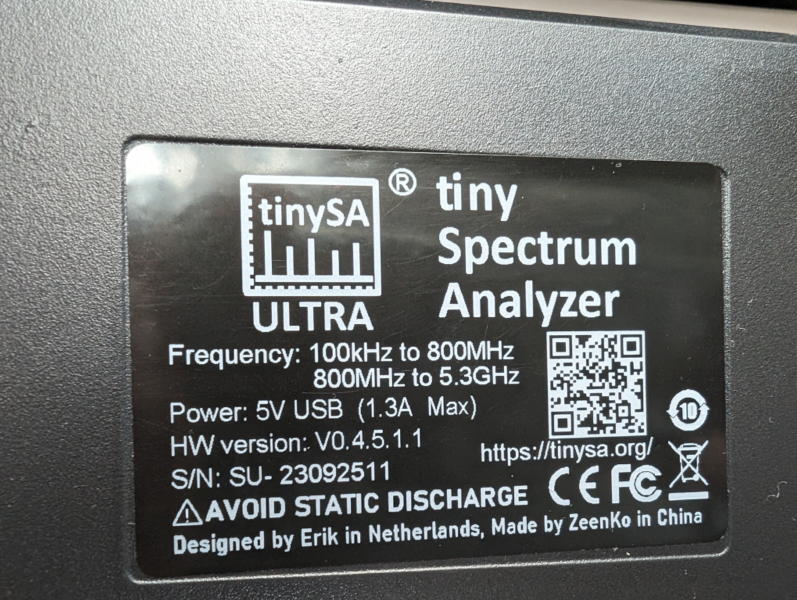 tinySA
®
ULTRA
tiny
Spectrum
Analyzer
Frequency: 100kHz to 800MHz
800MHz to 5.3GHz
Power: 5V USB (1.3A Max)
HW version: V0.4.5.1.1
S/N: SU- 23092511
https://tinysa.org/
10
CE FC
AVOID STATIC DISCHARGE
Designed by Erik in Netherlands, Made by ZeenKo in China